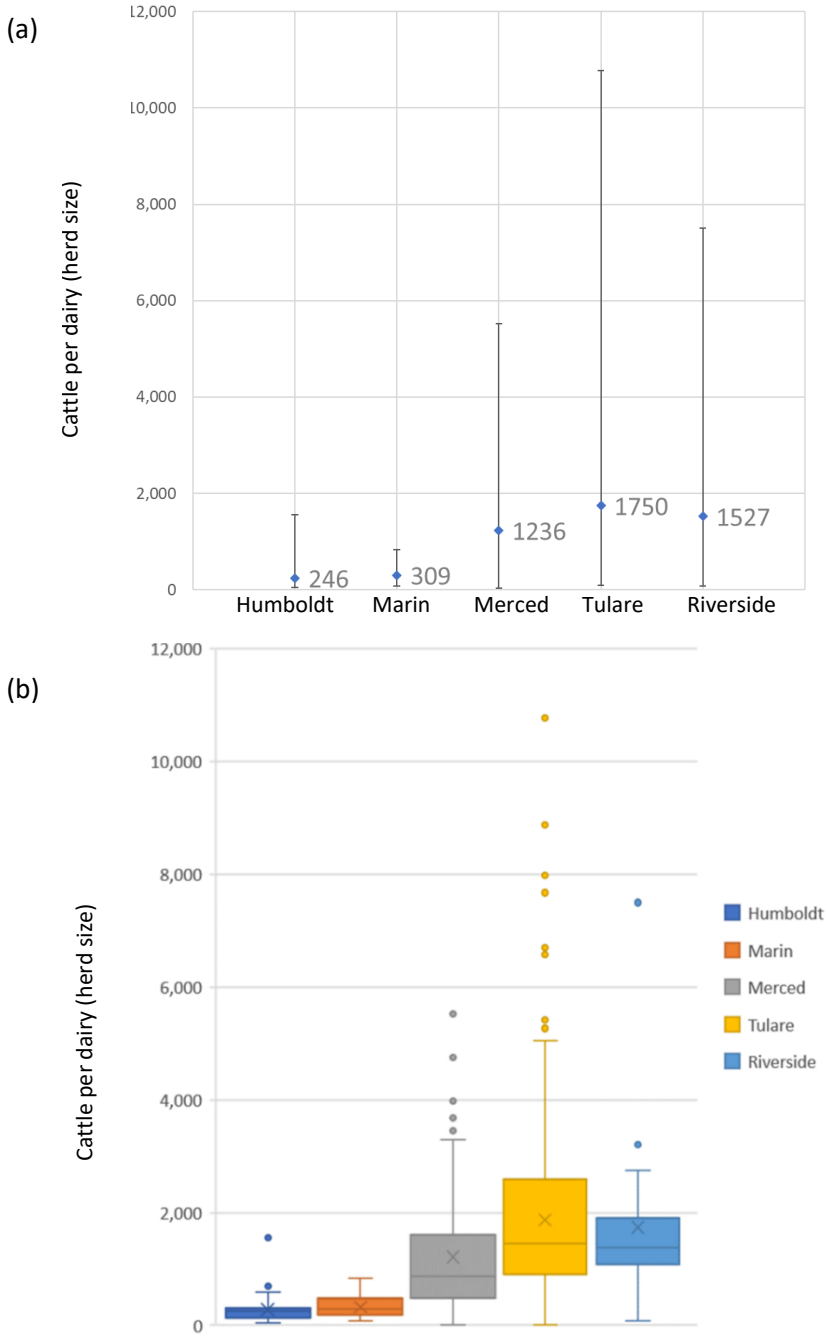 (a)
12,000
10,000
8,000
6,000
4,000
2,000
0
Cattle per dairy (herd size)
246
309
1236
1750
1527
Humboldt Marin Merced Tulare Riverside
(b)
12,000
10,000
8,000
6,000
4,000
2,000
0
Cattle per dairy (herd size)
Humboldt
Marin
Merced
Tulare
Riverside